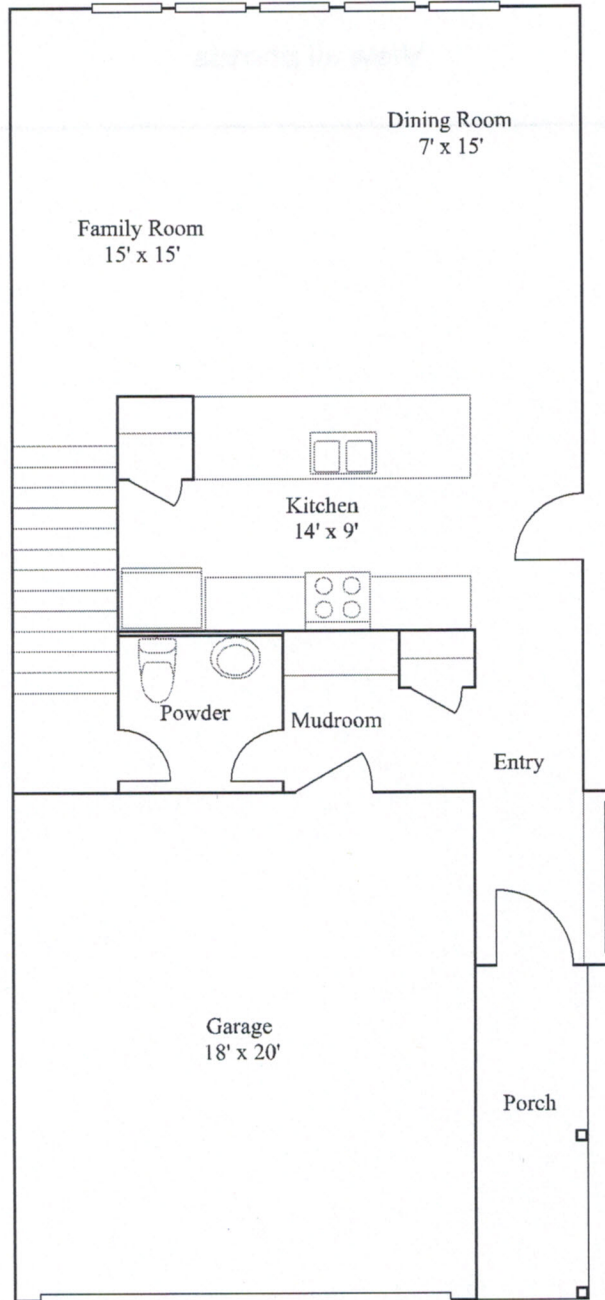 Dining Room
7' x 15'
Family Room
15' x 15'
Kitchen
14' x 9'
Powder
Mudroom
Entry
Garage
18' x 20'
Porch